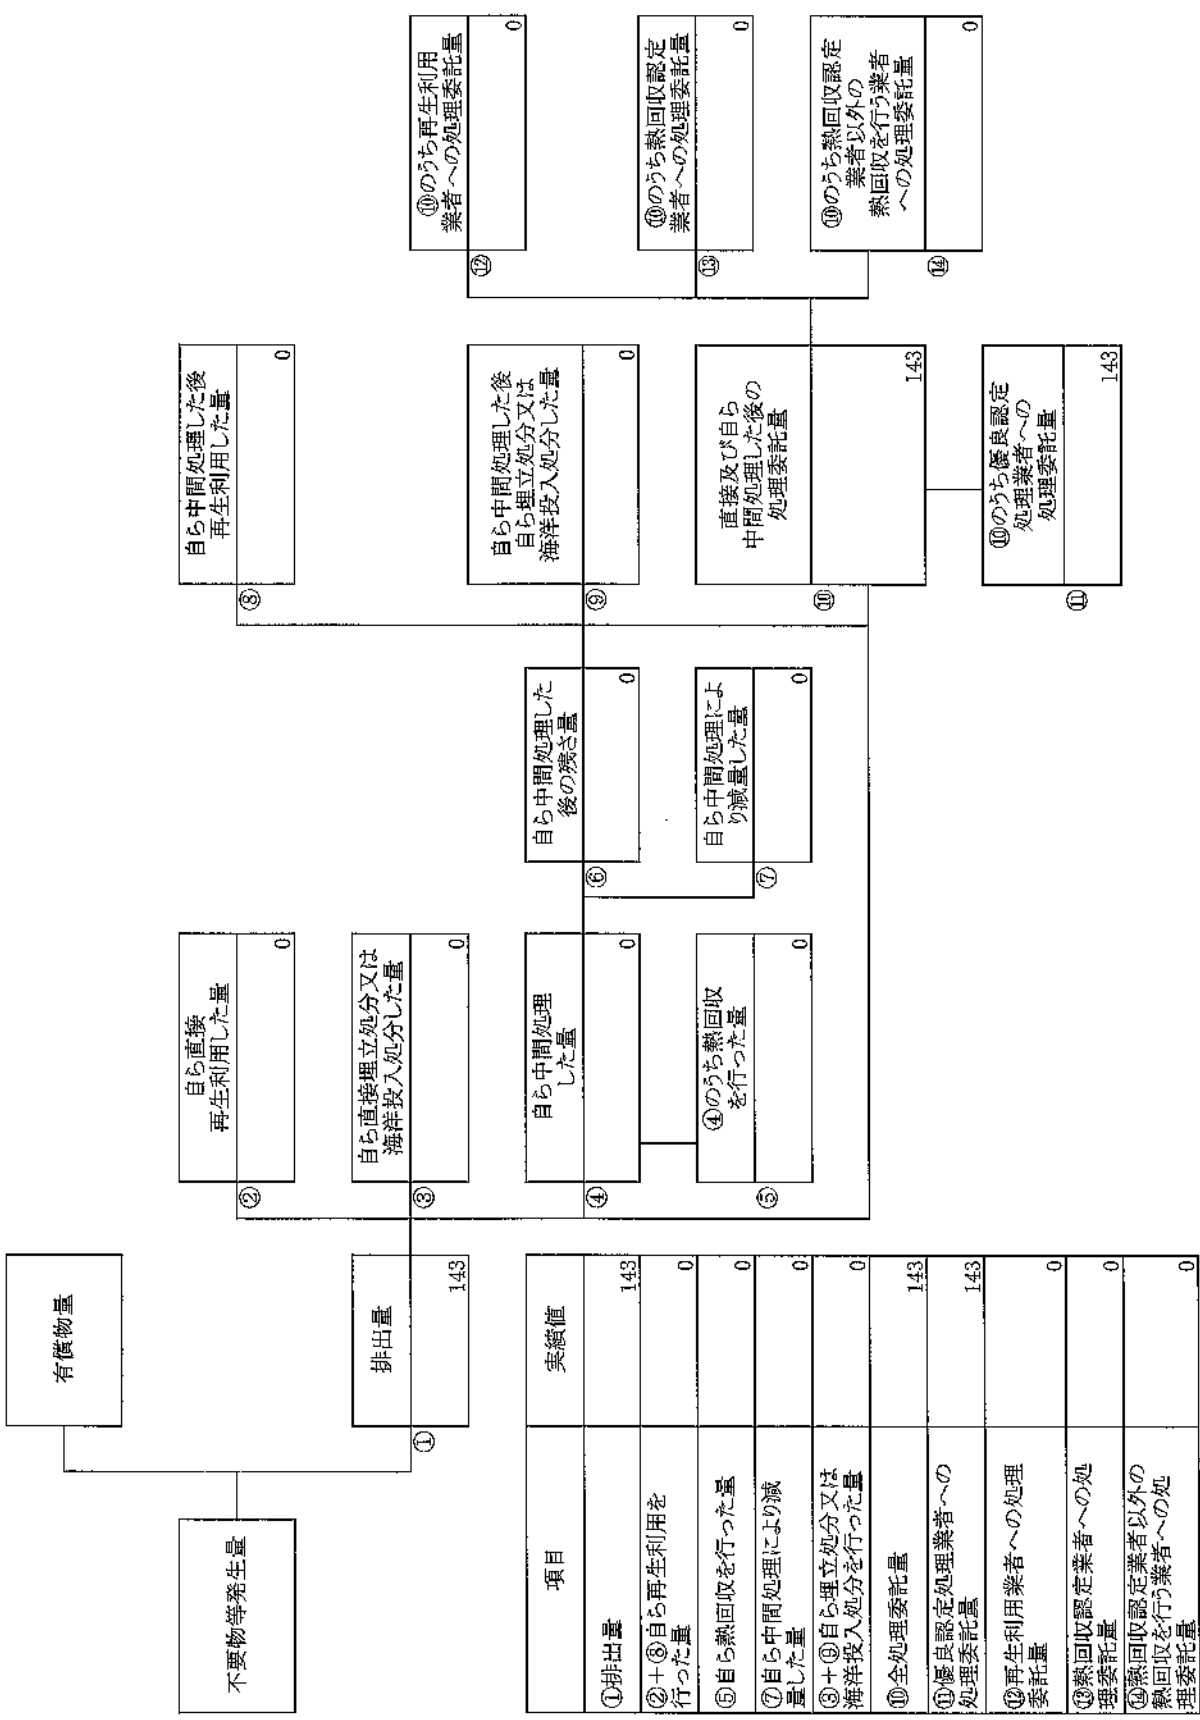 不要物等発生量
有償物量
①
排出量
143
②
自ら直接
再生利用した量
0
③
自ら直接埋立処分又は
海洋投入処分した量
0
④
自ら中間処理
した量
0
⑤
④のうち熱回収
を行った量
0
⑥
自ら中間処理した
後の残さ量
0
⑦
自ら中間処理によ
り減量した量
0
⑧
自ら中間処理した後
再生利用した量
0
⑨
自ら中間処理した後
自ら埋立処分又は
海洋投入処分した量
0
⑩
直接及び自ら
中間処理した後の
処理委託量
143
⑪
⑩のうち優良認定
処理業者への
処理委託量
143
⑫
⑩のうち再生利用
業者への処理委託量
0
⑬
⑩のうち熱回収認定
業者への処理委託量
0
⑭
⑩のうち熱回収認定
業者以外の
熱回収を行う業者
への処理委託量
0
項目 実績値
①排出量 143
②+⑧自ら再生利用を
行った量 0
⑤自ら熱回収を行った量 0
⑦自ら中間処理により減
量した量 0
③+⑨自ら埋立処分又は
海洋投入処分を行った量 0
⑩全処理委託量 143
⑪優良認定処理業者への
処理委託量 143
⑫再生利用業者への処理
委託量 0
⑬熱回収認定業者への処
理委託量 0
⑭熱回収認定業者以外の
熱回収を行う業者への処
理委託量 0